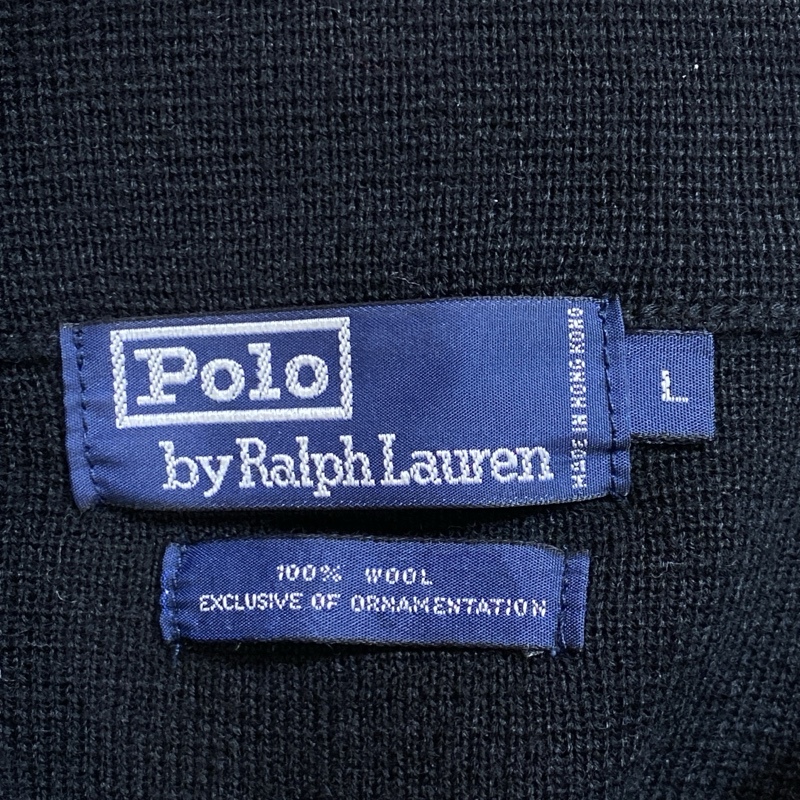 Polo
by Ralph Lauren
MADE IN HONG KONG
L
100% WOOL
EXCLUSIVE OF ORNAMENTATION